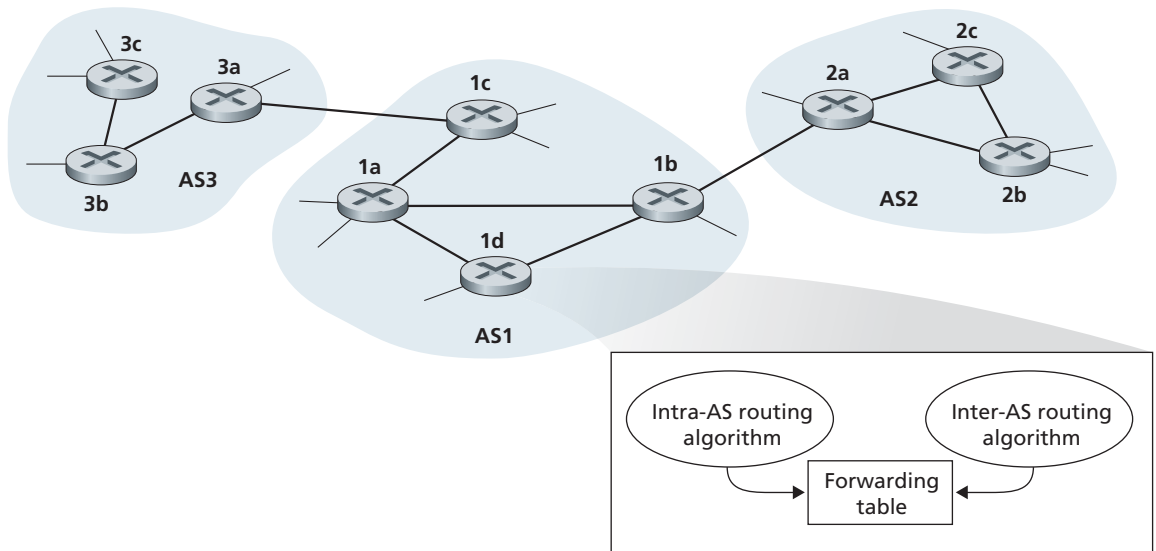 3c
3a
3b
AS3
1c
1a
1b
1d
AS1
2c
2a
2b
AS2
Intra-AS routing
algorithm
Inter-AS routing
algorithm
Forwarding
table